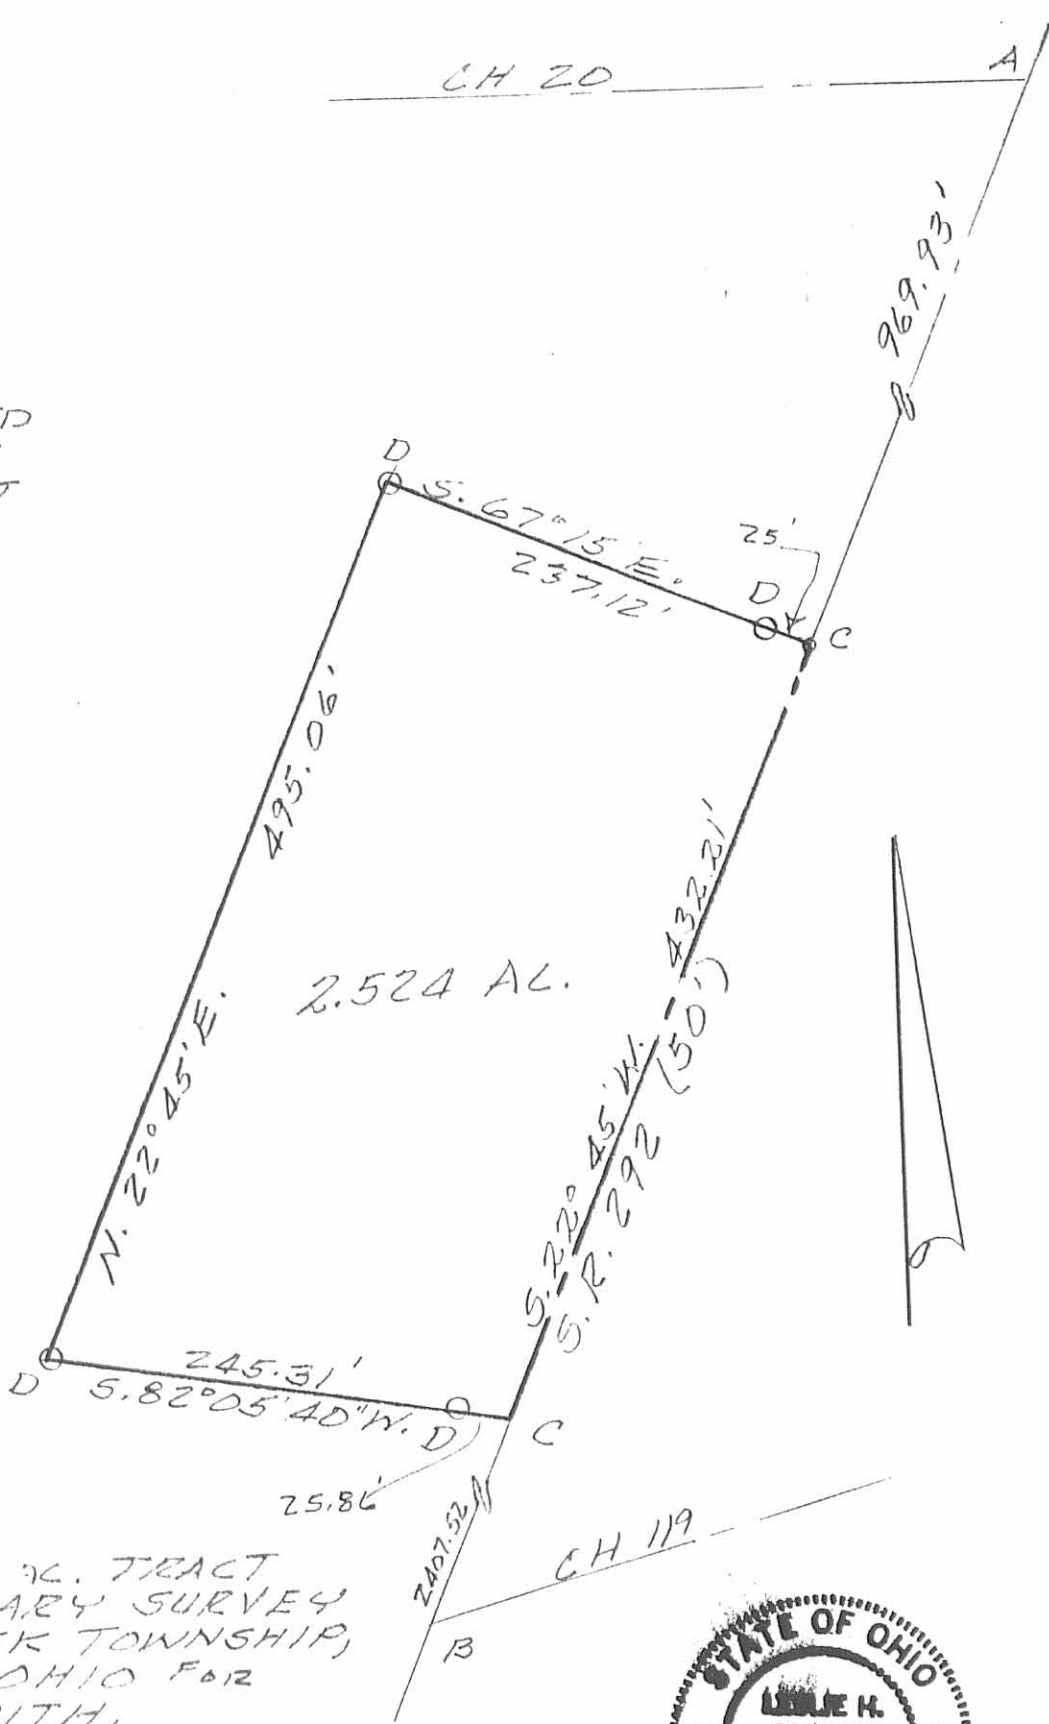 CH 20
A
969.93'
D
S. 67°15' E.
237.12'
25'
D
C
495.06'
N. 22°45' E.
2.524 AC.
432.21'
S. 22° 45' W.
S. R. 292 (50')
245.31'
S. 82°05'40" W.
D
D
C
25.86'
2407.52
CH 119
B
AC. TRACT
SURVEY
TOWNSHIP,
OHIO FOR
STATE OF OHIO
LESLIE H.